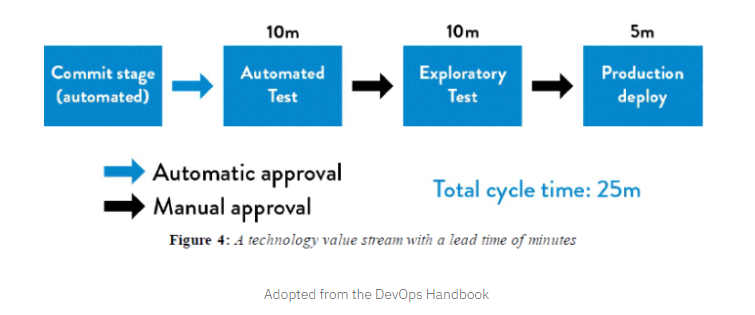 10m
10m
5m
Commit stage
(automated)
Automated
Test
Exploratory
Test
Production
deploy
Automatic approval
Manual approval
Total cycle time: 25m
Figure 4: A technology value stream with a lead time of minutes
Adopted from the DevOps Handbook